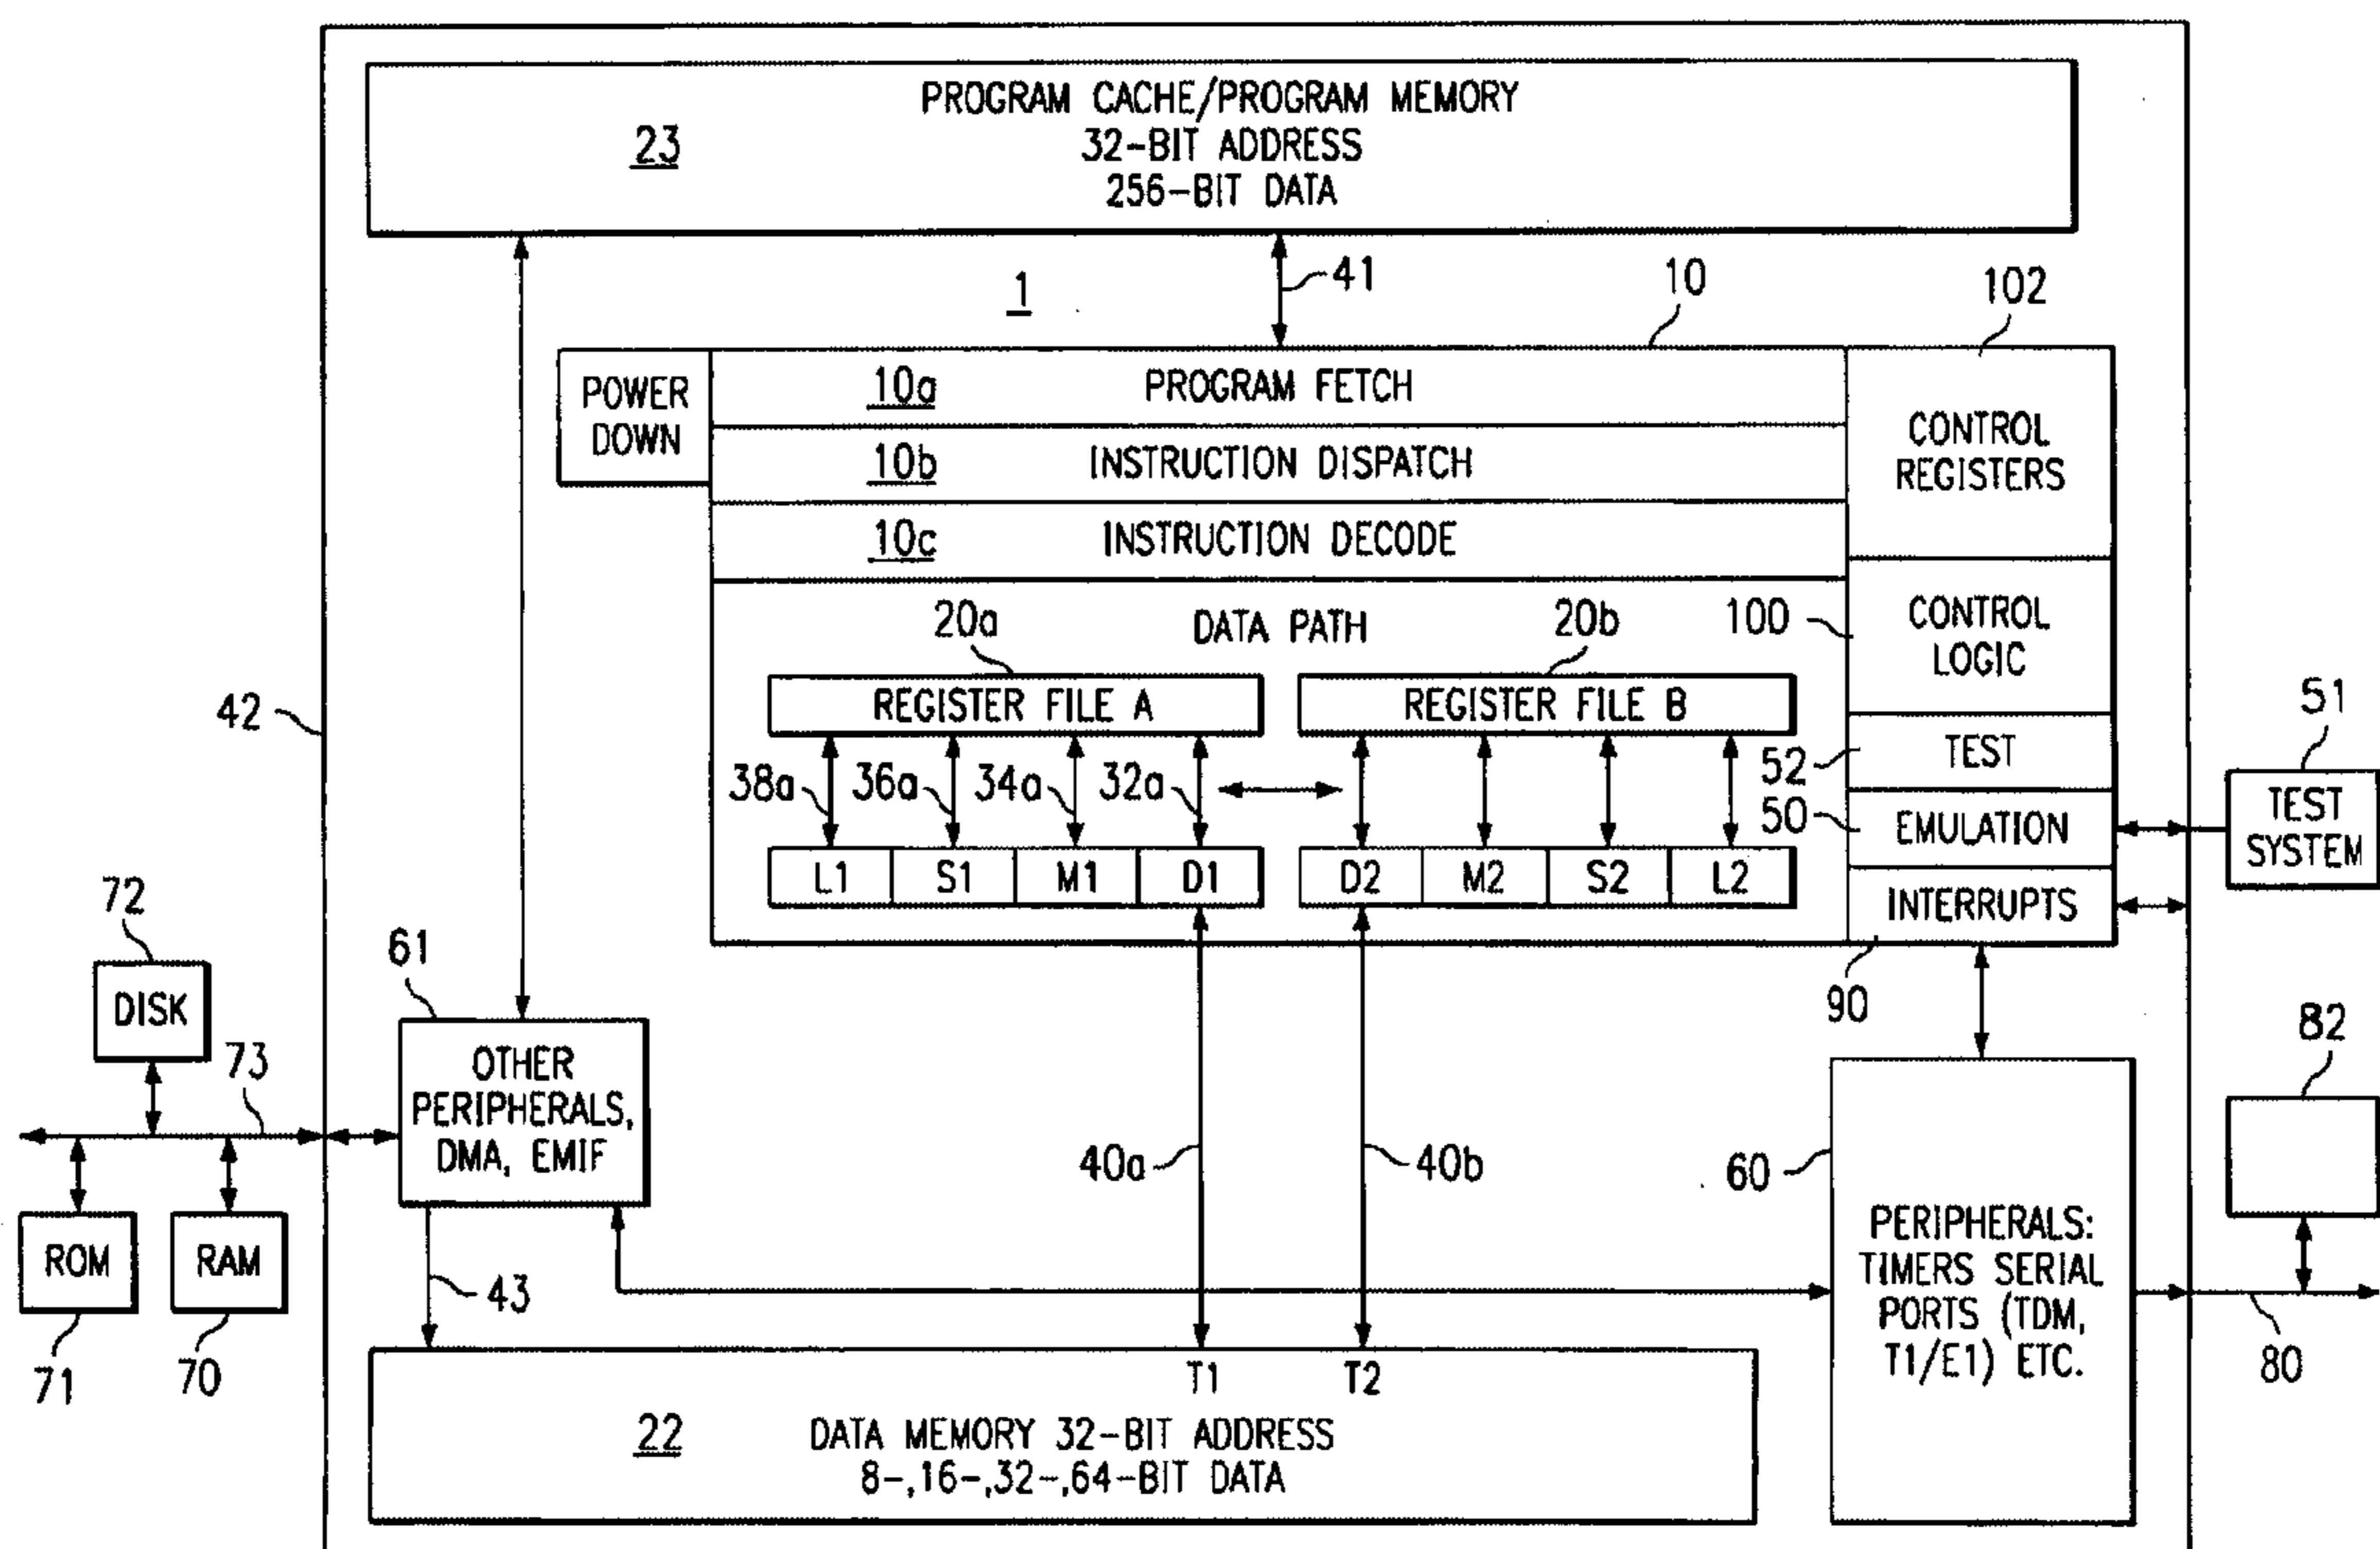 PROGRAM CACHE/PROGRAM MEMORY
23
32-BIT ADDRESS
256-BIT DATA
1
41
10
102
POWER
DOWN
10a
PROGRAM FETCH
10b
INSTRUCTION DISPATCH
10c
INSTRUCTION DECODE
CONTROL
REGISTERS
20a
DATA PATH
20b
100
CONTROL
LOGIC
42
REGISTER FILE A
REGISTER FILE B
38a
36a
34a
32a
52
TEST
50
EMULATION
51
TEST
SYSTEM
L1
S1
M1
D1
D2
M2
S2
L2
INTERRUPTS
90
72
DISK
61
OTHER
PERIPHERALS,
DMA, EMIF
73
40a
40b
60
82
ROM
71
RAM
70
43
PERIPHERALS:
TIMERS SERIAL
PORTS (TDM,
T1/E1) ETC.
80
T1
T2
22
DATA MEMORY 32-BIT ADDRESS
8-,16-,32-,64-BIT DATA